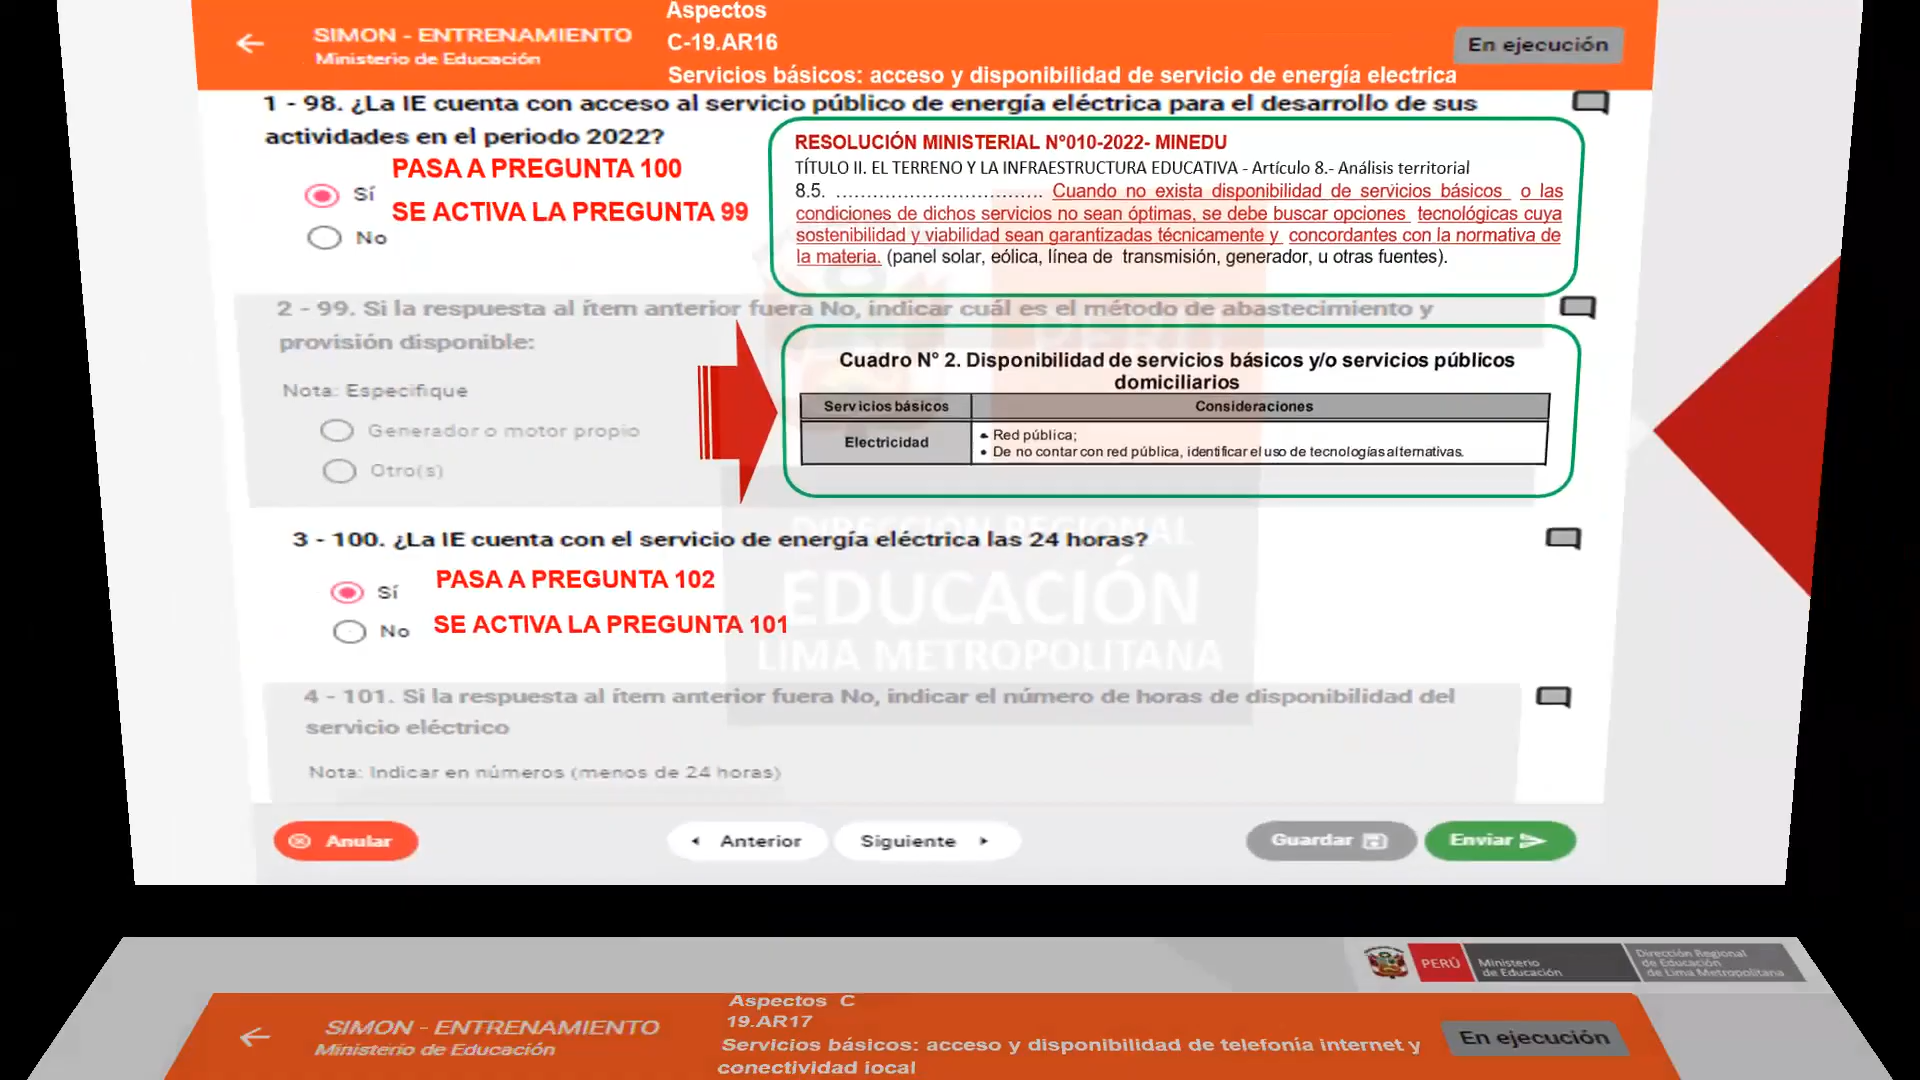 SIMON - ENTRENAMIENTO
Ministerio de Educación
Aspectos
C-19.AR16
Servicios básicos: acceso y disponibilidad de servicio de energía electrica
En ejecución
1 - 98. ¿La IE cuenta con acceso al servicio público de energía eléctrica para el desarrollo de sus
actividades en el periodo 2022?
PASA A PREGUNTA 100
Sí
SE ACTIVA LA PREGUNTA 99
No
RESOLUCIÓN MINISTERIAL N°010-2022- MINEDU
TÍTULO II. EL TERRENO Y LA INFRAESTRUCTURA EDUCATIVA - Artículo 8.- Análisis territorial
8.5. ................................. Cuando no exista disponibilidad de servicios básicos o las
condiciones de dichos servicios no sean óptimas, se debe buscar opciones tecnológicas cuya
sostenibilidad y viabilidad sean garantizadas técnicamente y concordantes con la normativa de
la materia. (panel solar, eólica, línea de transmisión, generador, u otras fuentes).
2 - 99. Si la respuesta al ítem anterior fuera No, indicar cuál es el método de abastecimiento y
provisión disponible:
Nota: Especifique
Generador o motor propio
Otro(s)
Cuadro N° 2. Disponibilidad de servicios básicos y/o servicios públicos
domiciliarios
Servicios básicos
Consideraciones
Electricidad
• Red pública;
• De no contar con red pública, identificar el uso de tecnologías alternativas.
DIRECCIÓN REGIONAL
EDUCACIÓN
LIMA METROPOLITANA
3 - 100. ¿La IE cuenta con el servicio de energía eléctrica las 24 horas?
Sí
PASA A PREGUNTA 102
No
SE ACTIVA LA PREGUNTA 101
4 - 101. Si la respuesta al ítem anterior fuera No, indicar el número de horas de disponibilidad del
servicio eléctrico
Nota: Indicar en números (menos de 24 horas)
Anular
Anterior
Siguiente
Guardar
Enviar
PERÚ
Ministerio
de Educación
Dirección Regional
de Educación
de Lima Metropolitana
SIMON - ENTRENAMIENTO
Ministerio de Educación
Aspectos C
19.AR17
Servicios básicos: acceso y disponibilidad de telefonía internet y
conectividad local
En ejecución